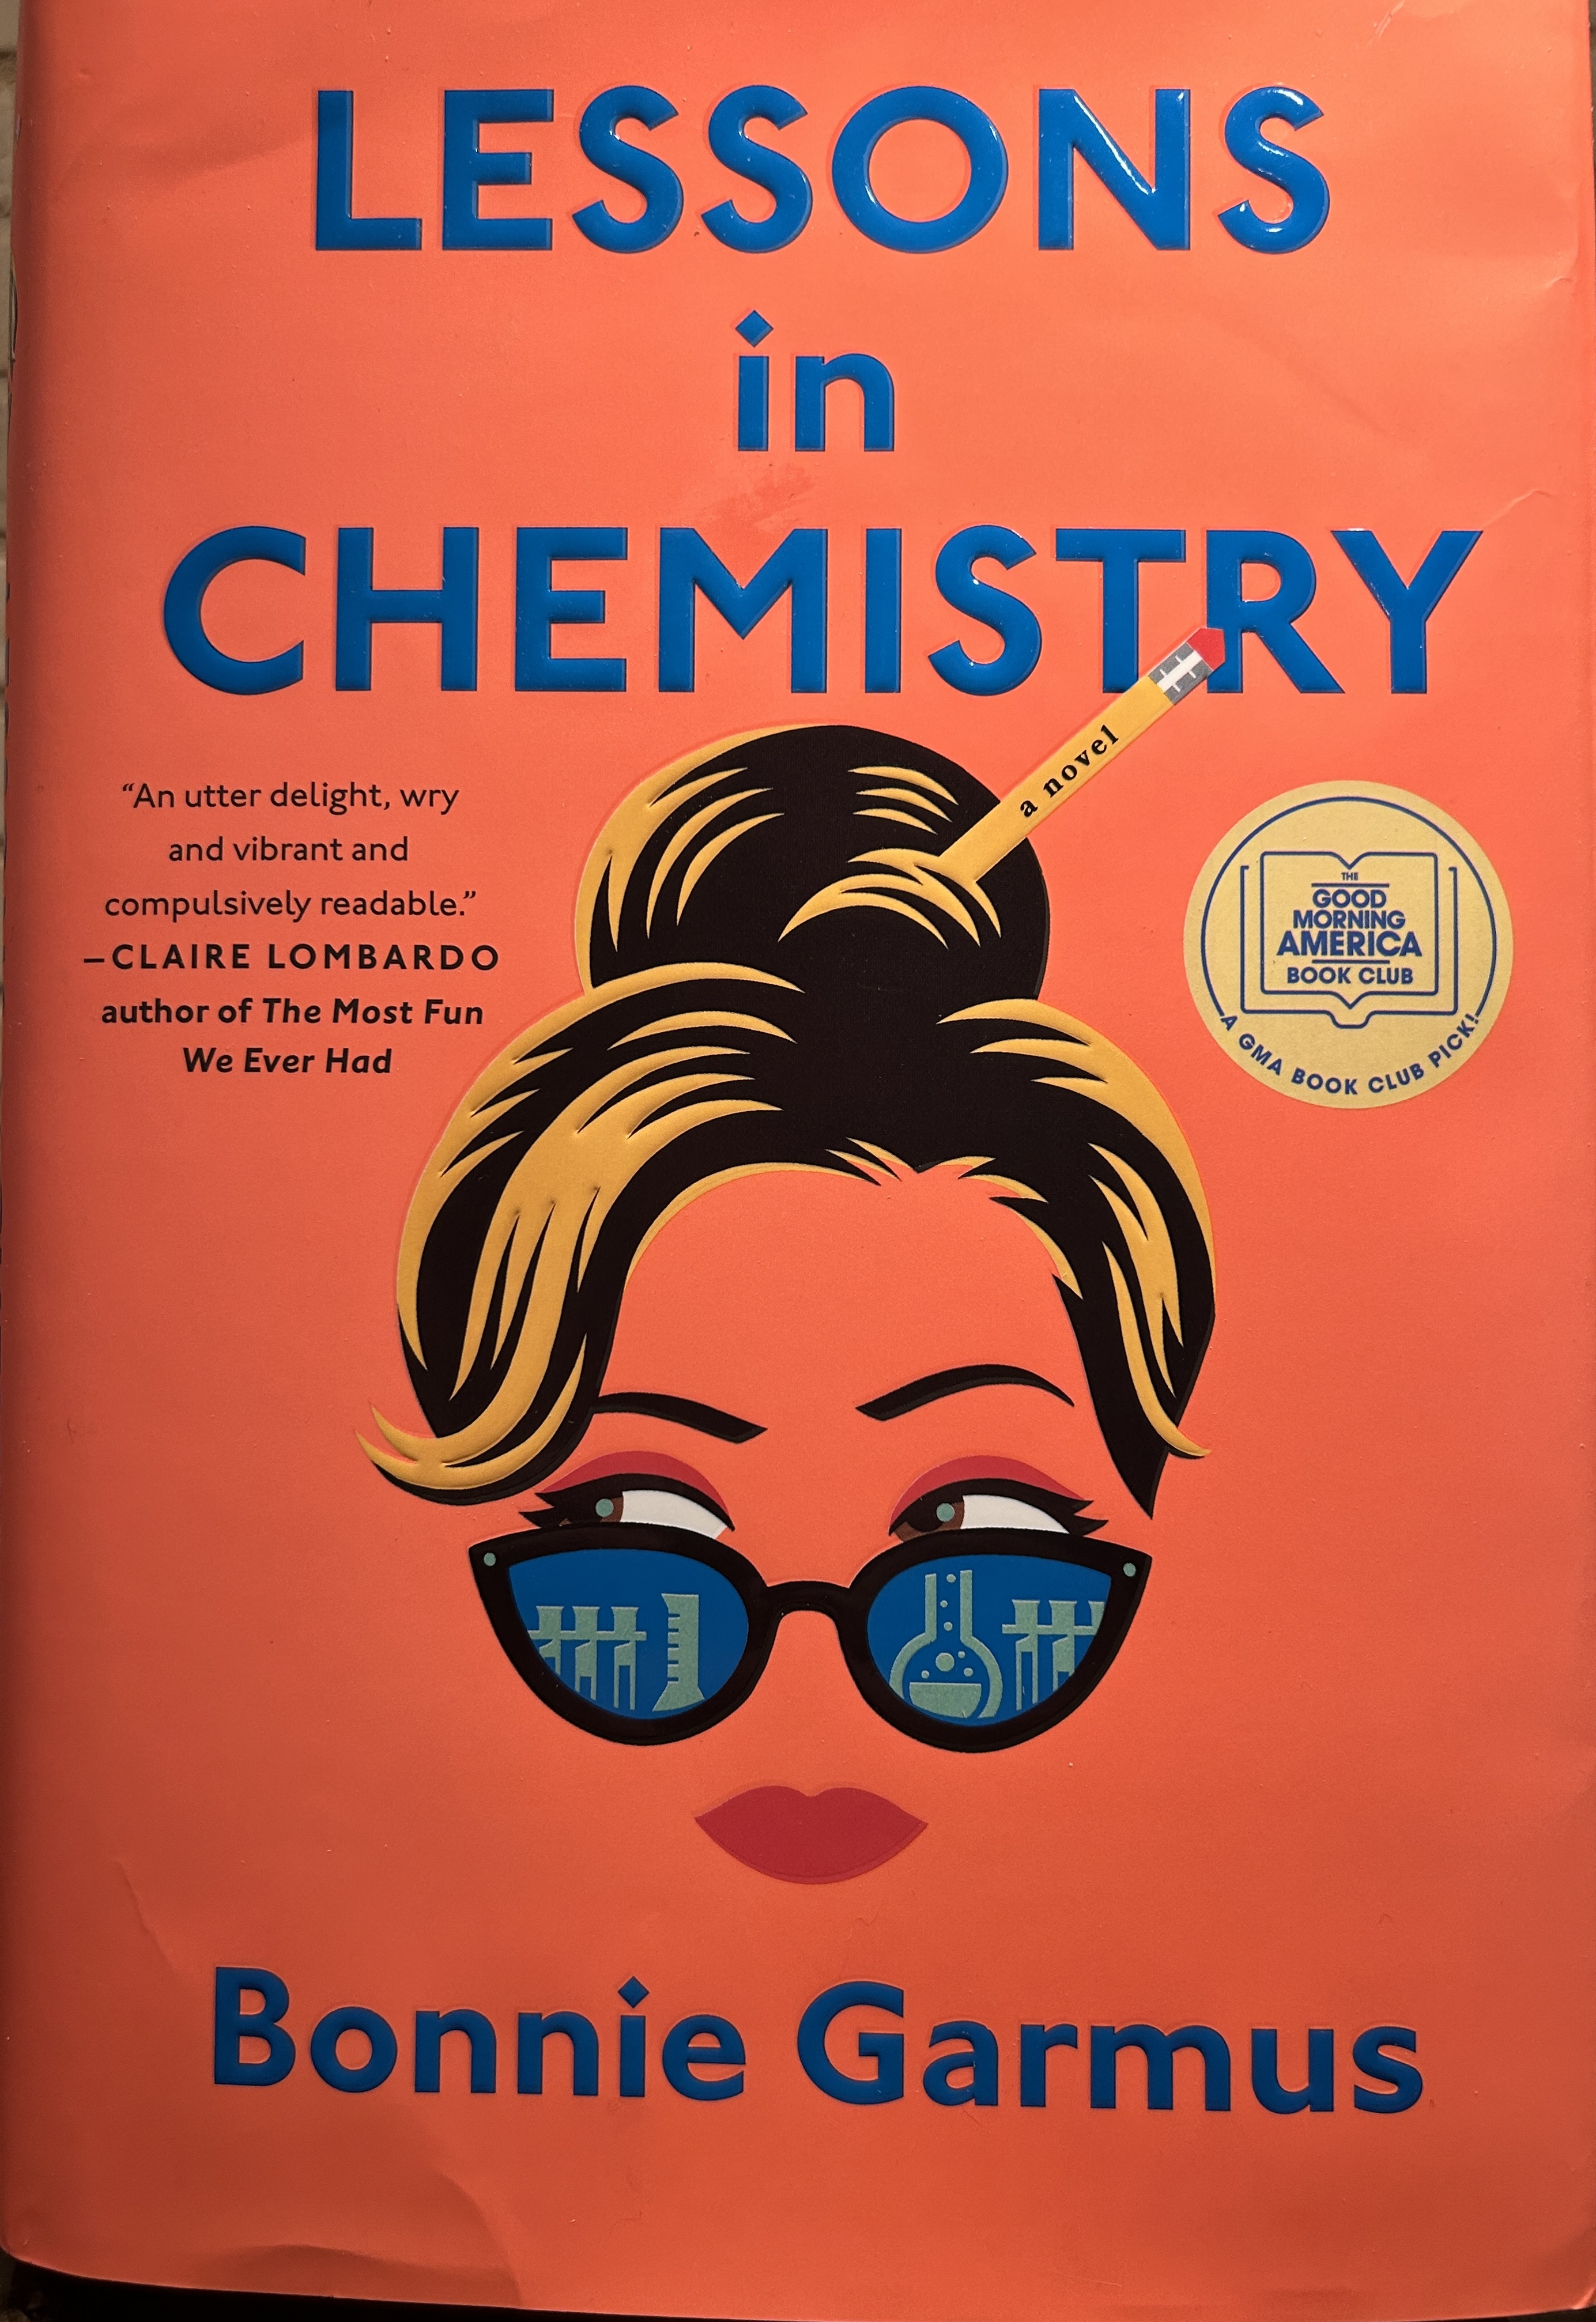 LESSONS
in
CHEMISTRY
a novel
“An utter delight, wry
and vibrant and
compulsively readable.”
–CLAIRE LOMBARDO
author of The Most Fun
We Ever Had
THE
GOOD
MORNING
AMERICA
BOOK CLUB
A GMA BOOK CLUB PICK!
Bonnie Garmus